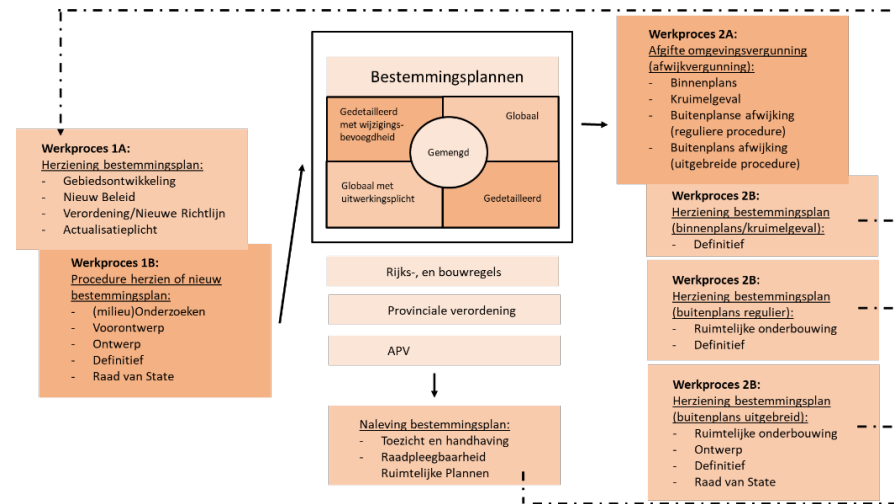 Werkproces 1A:
Herziening bestemmingsplan:
- Gebiedsontwikkeling
- Nieuw Beleid
- Verordening/Nieuwe Richtlijn
- Actualisatieplicht
Werkproces 1B:
Procedure herzien of nieuw
bestemmingsplan:
- (milieu)Onderzoeken
- Voorontwerp
- Ontwerp
- Definitief
- Raad van State
Bestemmingsplannen
Gedetailleerd
met wijzigings-
bevoegdheid
Globaal
Gemengd
Globaal met
uitwerkingsplicht
Gedetailleerd
Rijks-, en bouwregels
Provinciale verordening
APV
Naleving bestemmingsplan:
- Toezicht en handhaving
- Raadpleegbaarheid
Ruimtelijke Plannen
Werkproces 2A:
Afgifte omgevingsvergunning
(afwijkvergunning):
- Binnenplans
- Kruimelgeval
- Buitenplanse afwijking
(reguliere procedure)
- Buitenplans afwijking
(uitgebreide procedure)
Werkproces 2B:
Herziening bestemmingsplan
(binnenplans/kruimelgeval):
- Definitief
Werkproces 2B:
Herziening bestemmingsplan
(buitenplans regulier):
- Ruimtelijke onderbouwing
- Definitief
Werkproces 2B:
Herziening bestemmingsplan
(buitenplans uitgebreid):
- Ruimtelijke onderbouwing
- Ontwerp
- Definitief
- Raad van State